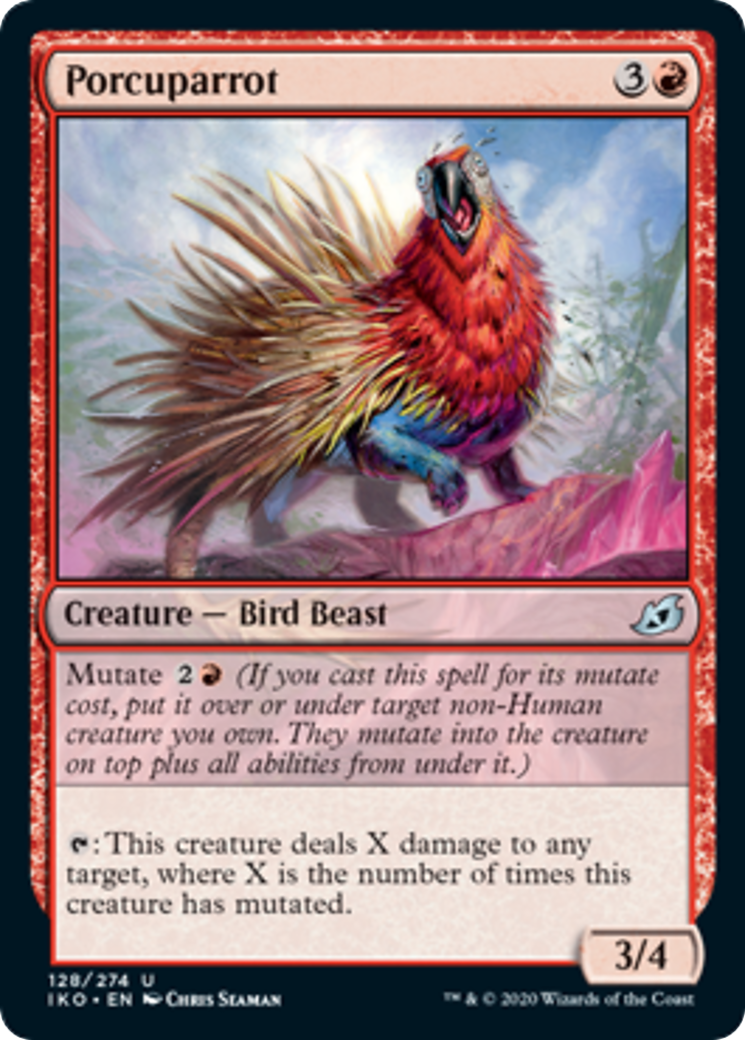 Porcuparrot 3
Creature — Bird Beast
Mutate 2 (If you cast this spell for its mutate
cost, put it over or under target non-Human
creature you own. They mutate into the creature
on top plus all abilities from under it.)
: This creature deals X damage to any
target, where X is the number of times this
creature has mutated.
3/4
128/274 U
IKO • EN Chris Seaman
™ & © 2020 Wizards of the Coast